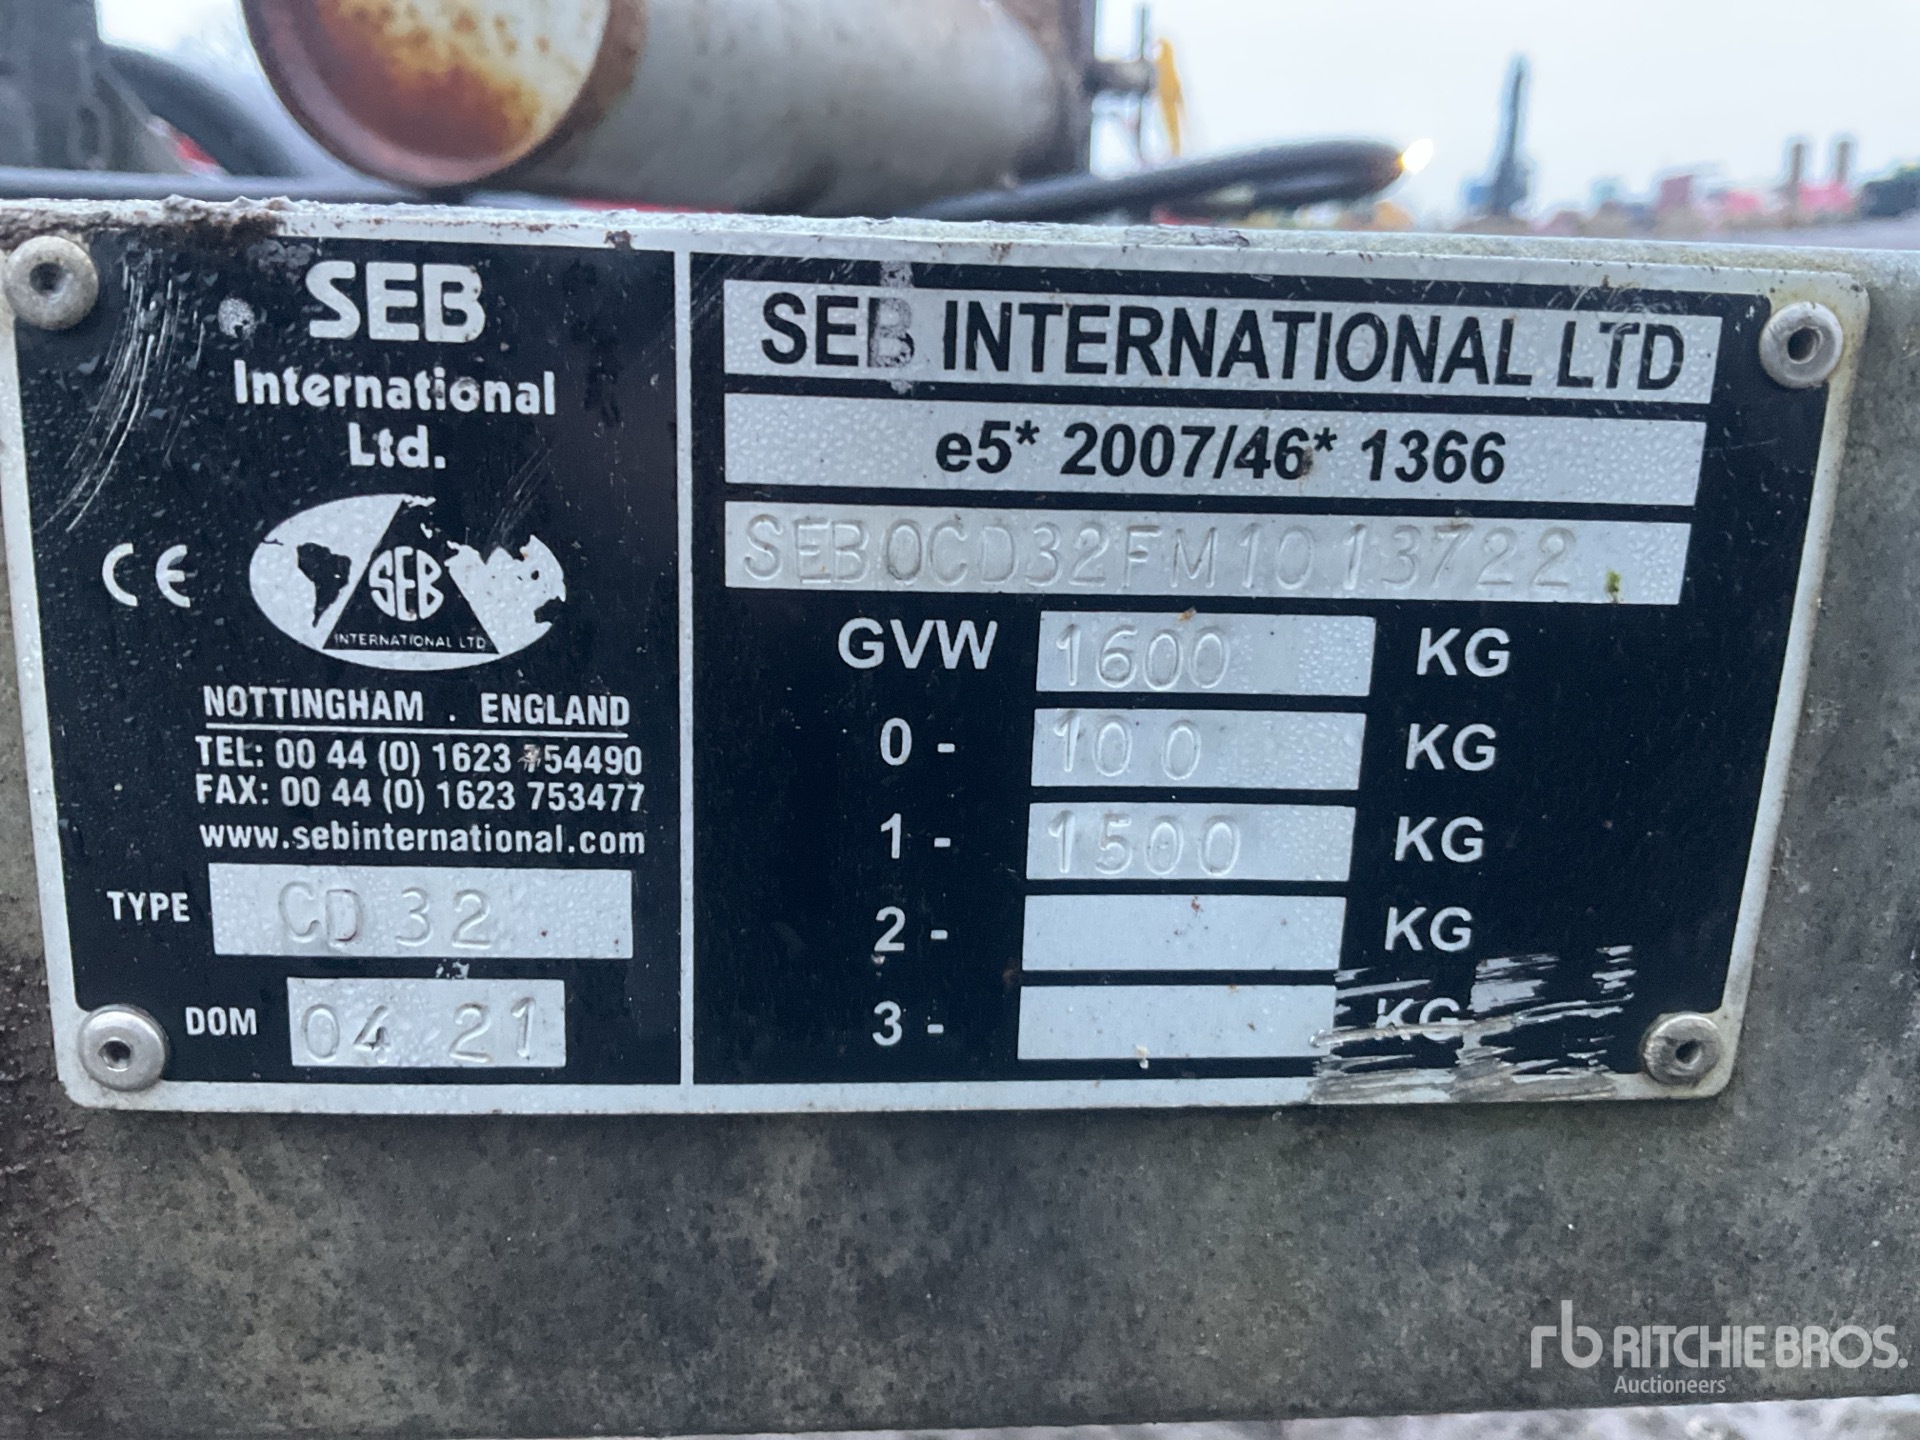 SEB
International
Ltd.
CE
SEB
INTERNATIONAL LTD
NOTTINGHAM . ENGLAND
TEL: 00 44 (0) 1623 754490
FAX: 00 44 (0) 1623 753477
www.sebinternational.com
TYPE CD 32
DOM 04 21
SEB INTERNATIONAL LTD
e5* 2007/46* 1366
SEB0CD32FM1013722
GVW 1600 KG
0 - 100 KG
1 - 1500 KG
2 - KG
3 - KG
rb RITCHIE BROS.
Auctioneers